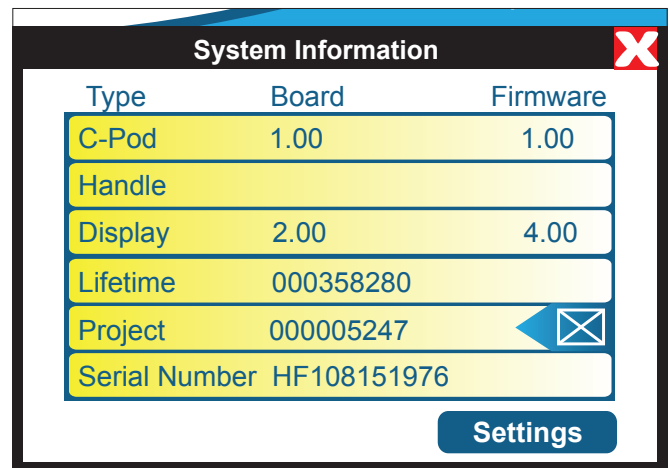 System Information
X
Type Board Firmware
C-Pod 1.00 1.00
Handle
Display 2.00 4.00
Lifetime 000358280
Project 000005247
Serial Number HF108151976
Settings